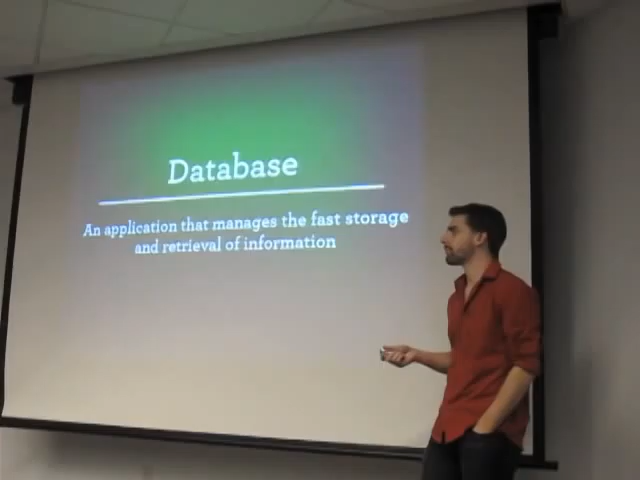 Database
An application that manages the fast storage
and retrieval of information